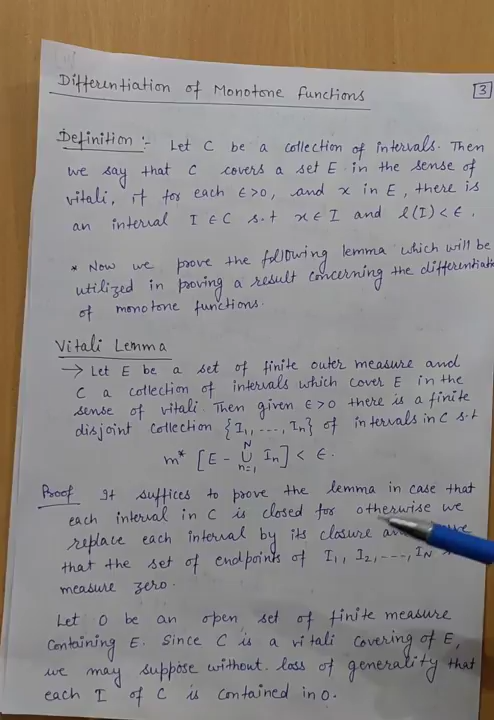 Differentiation of Monotone Functions
3
Definition :- Let C be a collection of intervals. Then
we say that C covers a set E in the sense of
vitali, if for each ϵ>0, and x in E, there is
an interval I ∈ C s.t x ∈ I and l(I) < ϵ.
* Now we prove the following lemma which will be
utilized in proving a result concerning the differentiat
of monotone functions.
Vitali Lemma
→ Let E be a set of finite outer measure and
C a collection of intervals which cover E in the
sense of vitali. Then given ϵ>0 there is a finite
disjoint collection {I₁, ..., Iₙ} of intervals in C s.t
m* [E - ⋃ₙ₌₁ᴺ Iₙ] < ϵ.
Proof It suffices to prove the lemma in case that
each interval in C is closed for otherwise we
replace each interval by its closure
that the set of endpoints of I₁, I₂, ----, I_N
measure zero.
Let O be an open set of finite measure
containing E. Since C is a vitali covering of E,
we may suppose without loss of generality that
each I of C is contained in O.